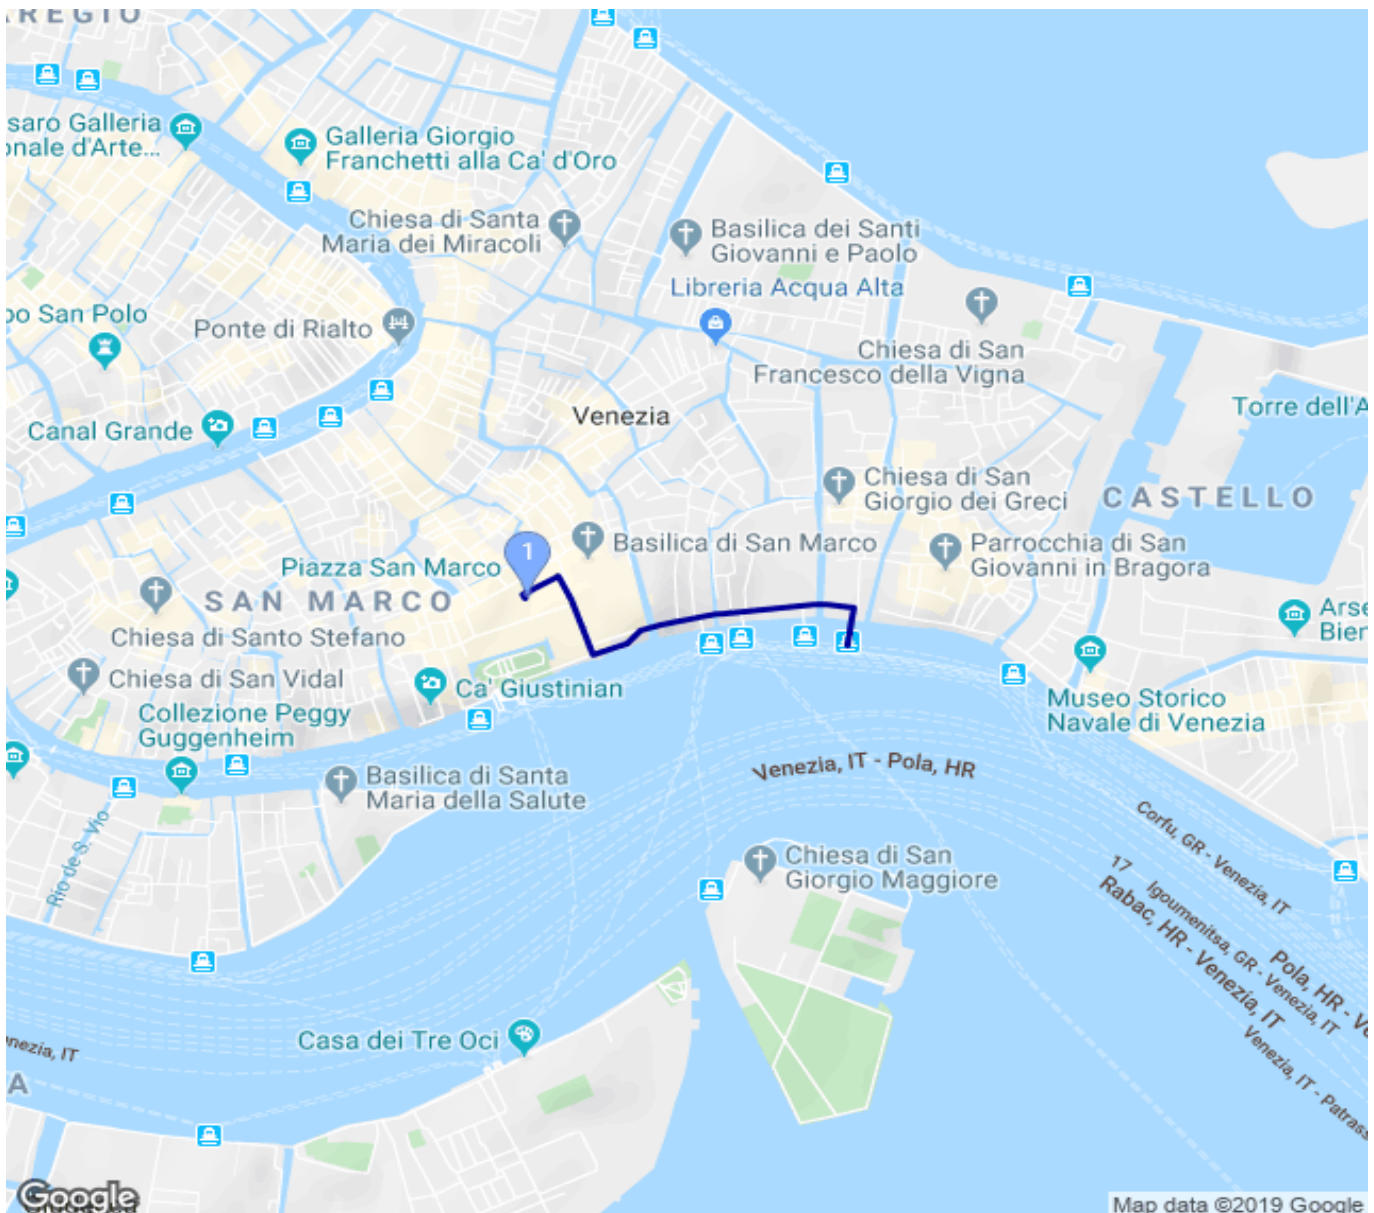 AREGIO
saro Galleria
onale d'Arte...
Galleria Giorgio
Franchetti alla Ca' d'Oro
Chiesa di Santa
Maria dei Miracoli
Basilica dei Santi
Giovanni e Paolo
Libreria Acqua Alta
po San Polo
Ponte di Rialto
Chiesa di San
Francesco della Vigna
Venezia
Torre dell'A
Canal Grande
Chiesa di San
Giorgio dei Greci
CASTELLO
1
Basilica di San Marco
Parrocchia di San
Giovanni in Bragora
Piazza San Marco
SAN MARCO
Chiesa di Santo Stefano
Arse
Bien
Chiesa di San Vidal
Ca' Giustinian
Museo Storico
Navale di Venezia
Collezione Peggy
Guggenheim
Venezia, IT - Pola, HR
Basilica di Santa
Maria della Salute
Rio de S. Vio
Corfu, GR - Venezia, IT
Chiesa di San
Giorgio Maggiore
17 Igoumenitsa, GR - Venezia, IT
Rabac, HR - Venezia, IT
Pola, HR - Ve
Venezia, IT - Patrass
Casa dei Tre Oci
enezia, IT
A
Google
Map data ©2019 Google